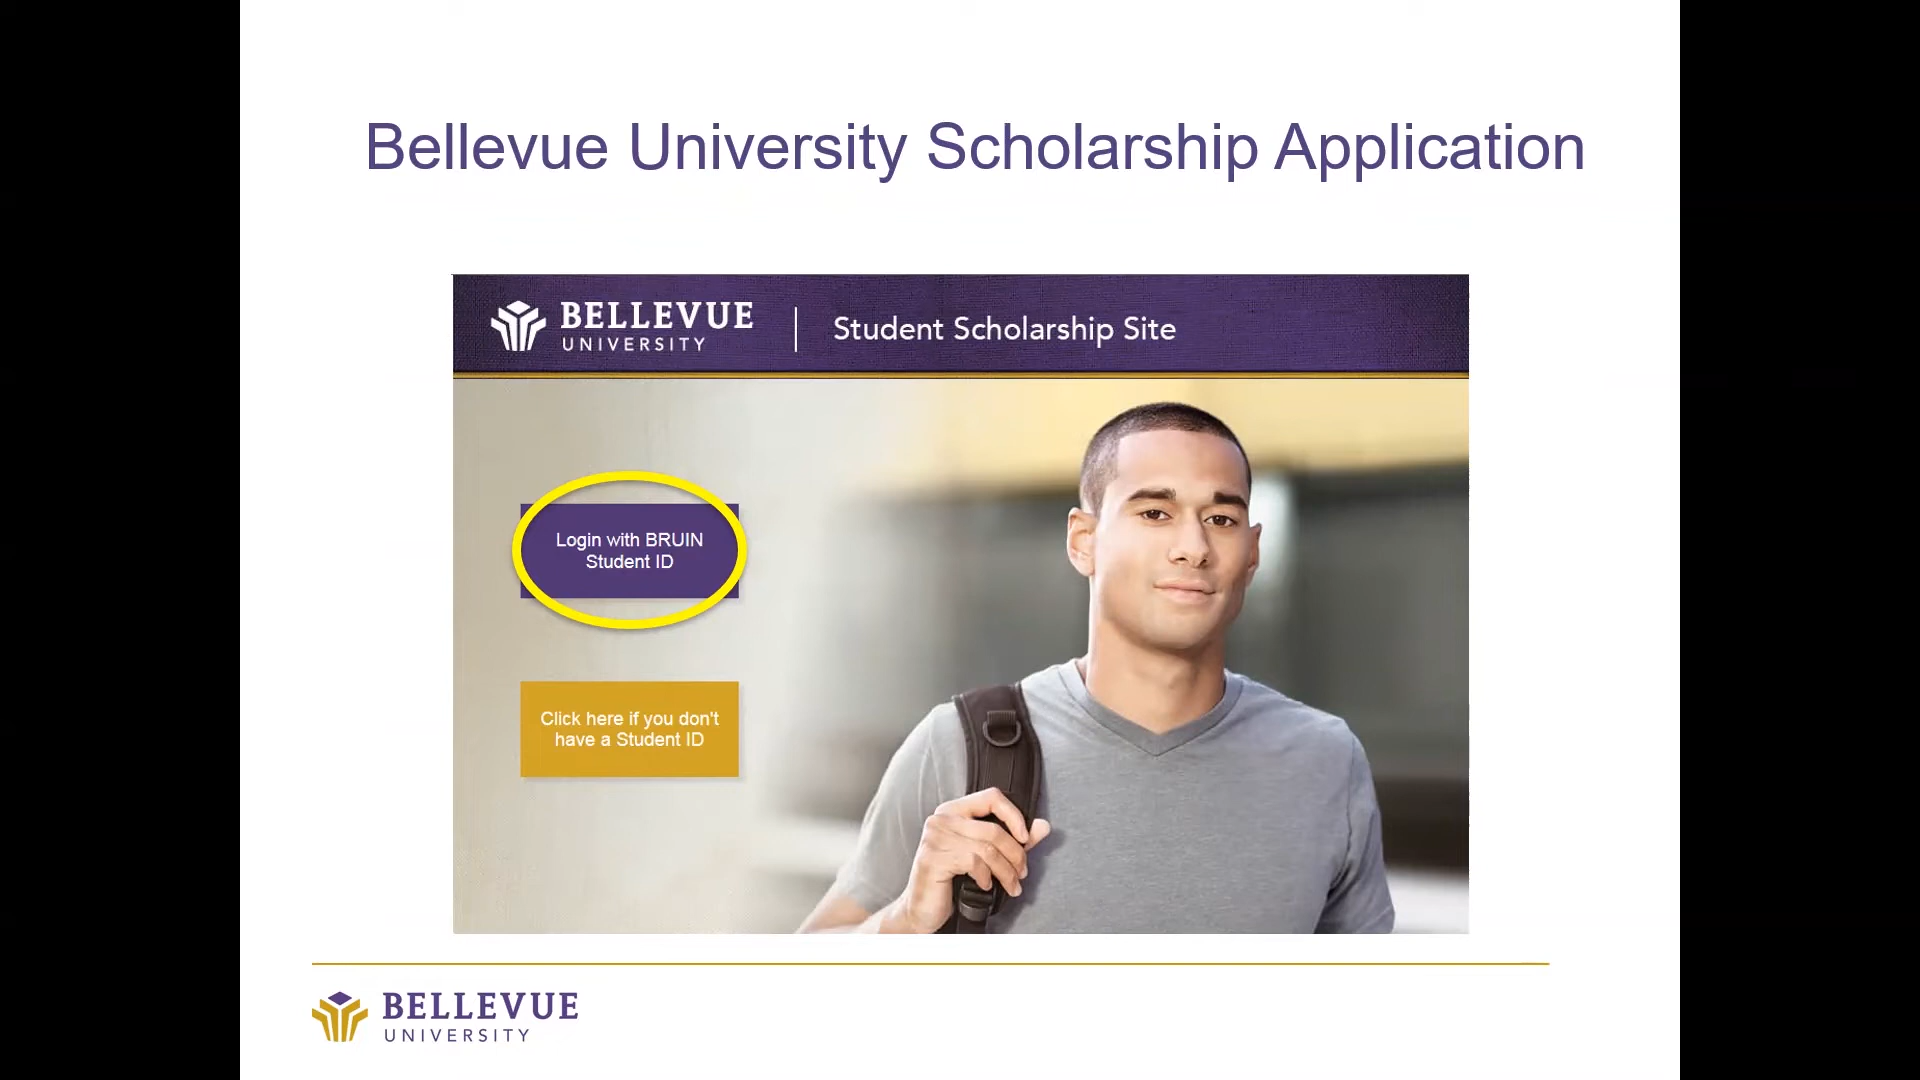 Bellevue University Scholarship Application
BELLEVUE
UNIVERSITY
Student Scholarship Site
Login with BRUIN
Student ID
Click here if you don't
have a Student ID
BELLEVUE
UNIVERSITY